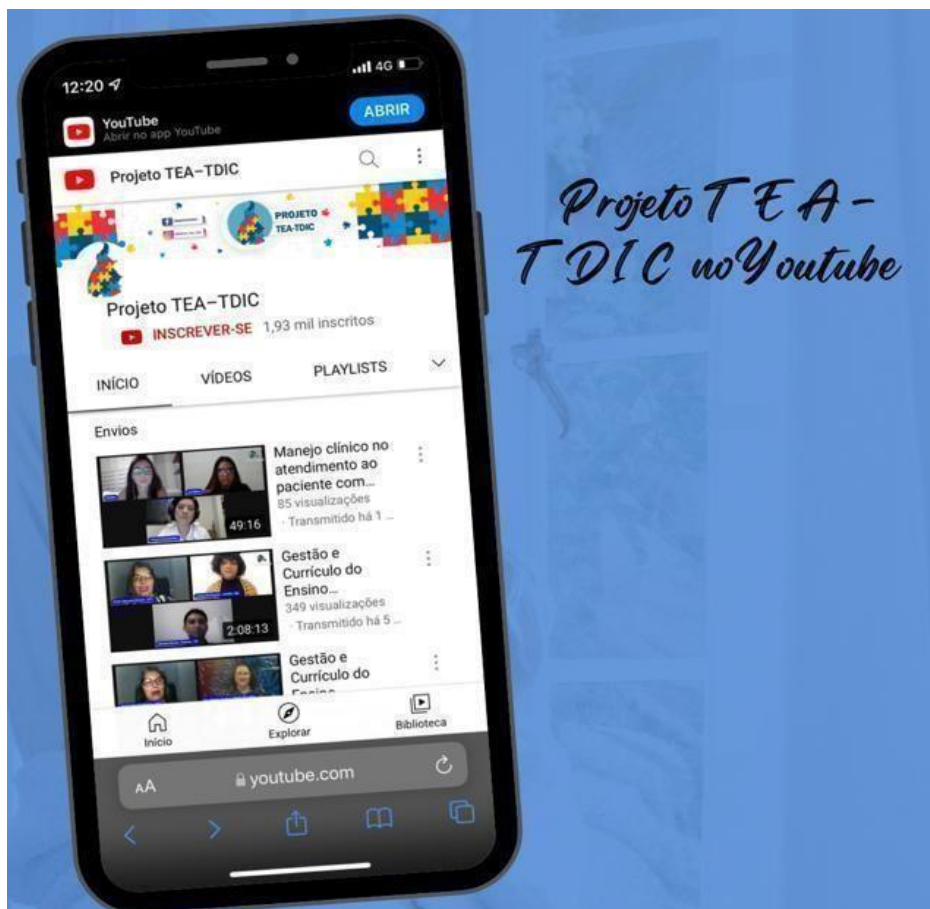 12:20
4G
YouTube
Abrir no app YouTube
ABRIR
Projeto TEA-TDIC
PROJETO
TEA-TDIC
Projeto TEA-TDIC
INSCREVER-SE 1,93 mil inscritos
INÍCIO VÍDEOS PLAYLISTS
Envios
Manejo clínico no
atendimento ao
paciente com...
85 visualizações
· Transmitido há 1 ...
49:16
Gestão e
Currículo do
Ensino...
349 visualizações
· Transmitido há 5 ...
2:08:13
Gestão e
Currículo do
Ensino
Início Explorar Biblioteca
AA youtube.com
Projeto T E A -
T D I C no Youtube